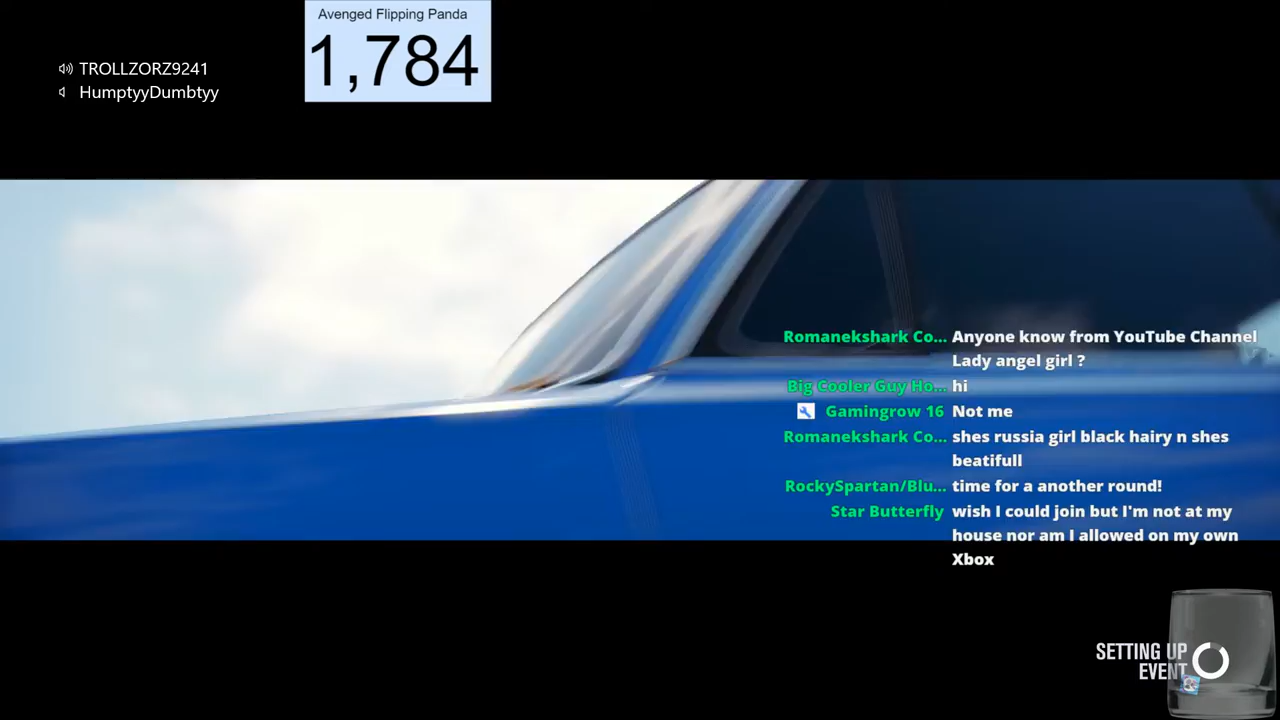 Avenged Flipping Panda
1,784
TROLLZORZ9241
HumptyyDumbtyy
Romanekshark Co... Anyone know from YouTube Channel
Lady angel girl ?
Big Cooler Guy Ho... hi
Gamingrow 16 Not me
Romanekshark Co... shes russia girl black hairy n shes
beatifull
RockySpartan/Blu... time for a another round!
Star Butterfly wish I could join but I'm not at my
house nor am I allowed on my own
Xbox
SETTING UP
EVENT